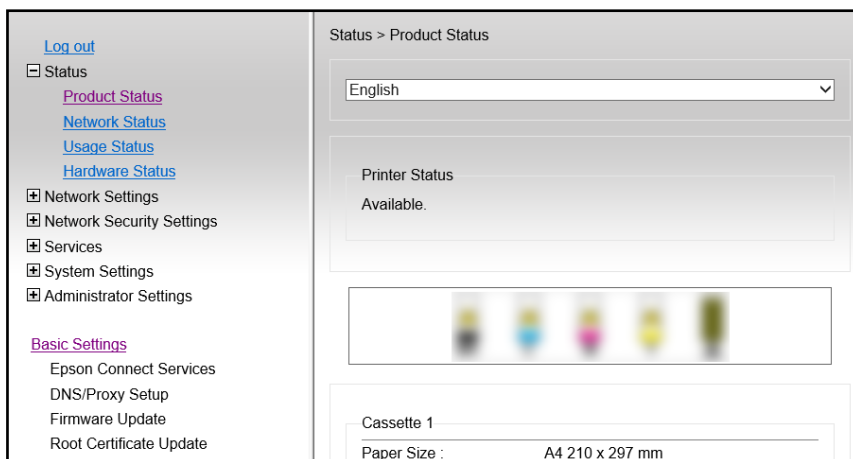 Log out
Status
Product Status
Network Status
Usage Status
Hardware Status
Network Settings
Network Security Settings
Services
System Settings
Administrator Settings
Basic Settings
Epson Connect Services
DNS/Proxy Setup
Firmware Update
Root Certificate Update
Status > Product Status
English
Printer Status
Available.
Cassette 1
Paper Size : A4 210 x 297 mm